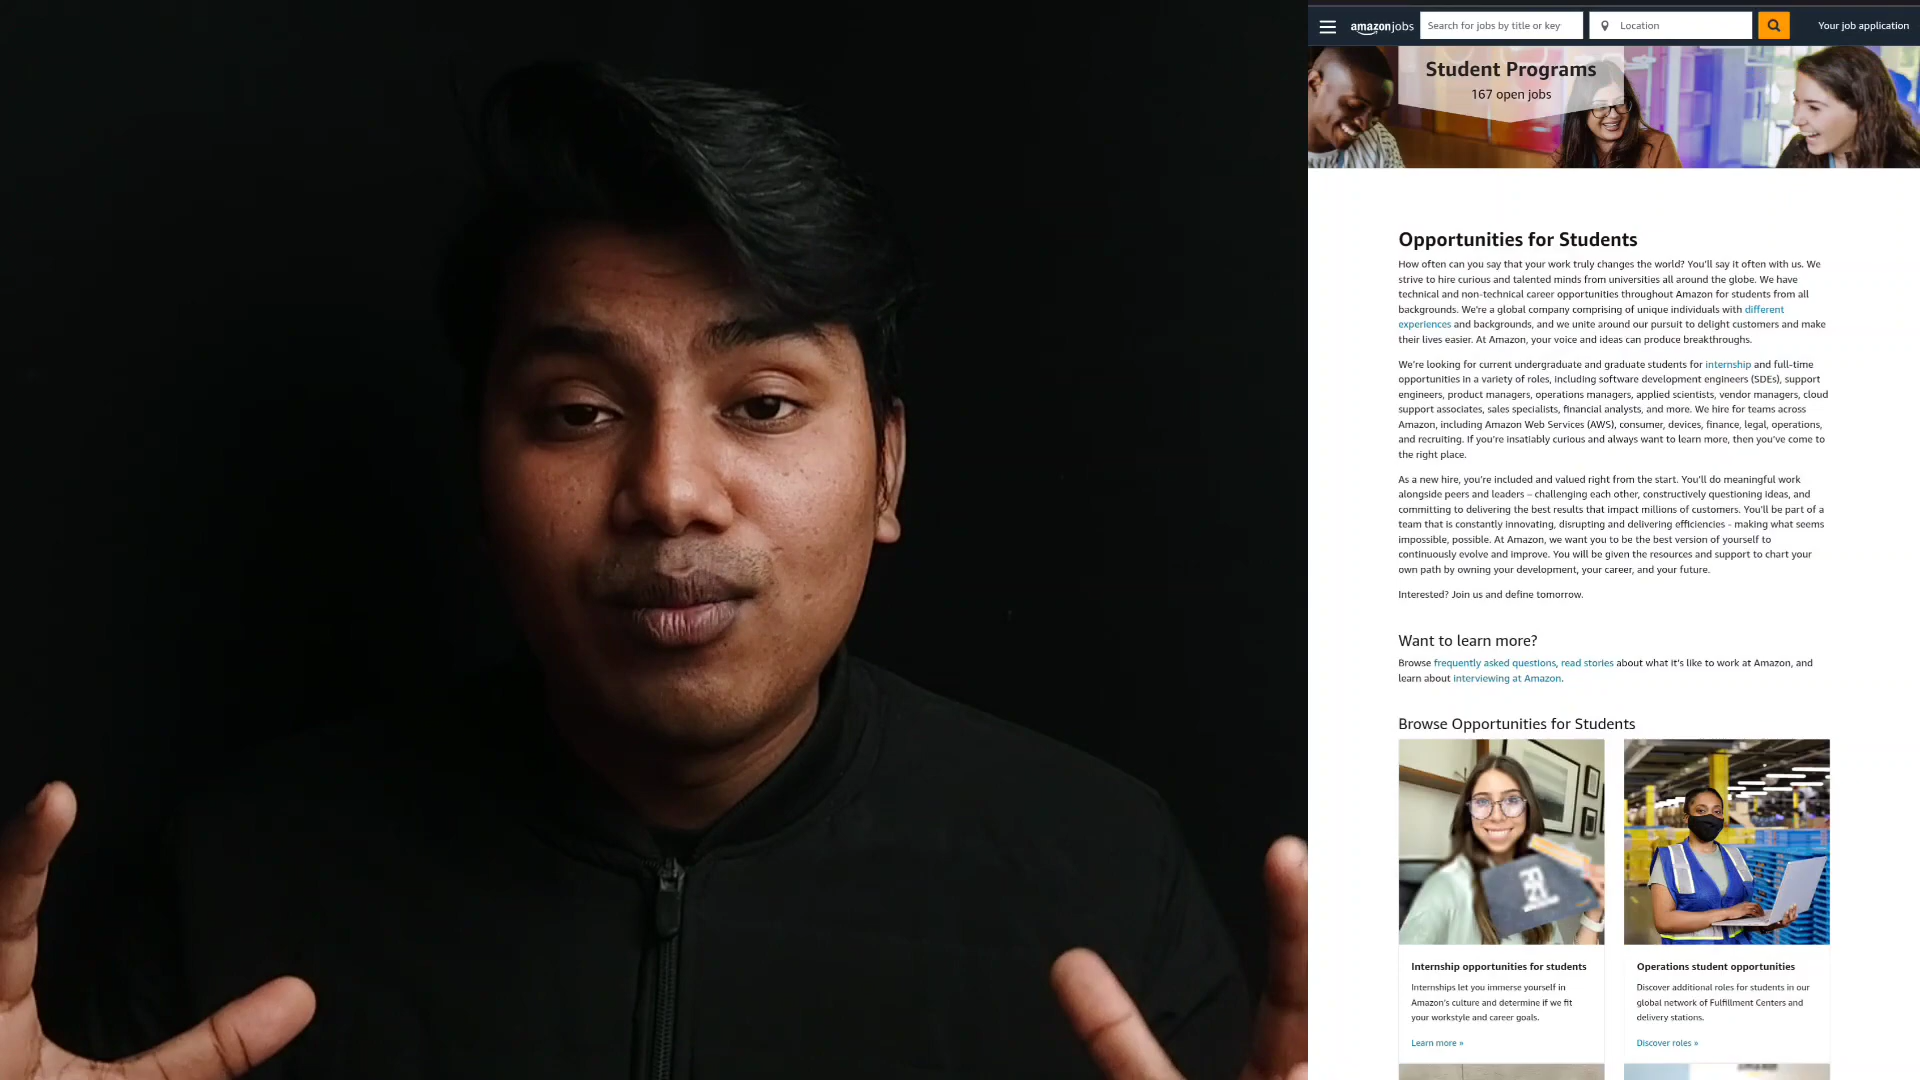 amazon jobs
Search for jobs by title or key
Location
Your job application
Student Programs
167 open jobs
Opportunities for Students
How often can you say that your work truly changes the world? You’ll say it often with us. We
strive to hire curious and talented minds from universities all around the globe. We have
technical and non-technical career opportunities throughout Amazon for students from all
backgrounds. We're a global company comprising of unique individuals with different
experiences and backgrounds, and we unite around our pursuit to delight customers and make
their lives easier. At Amazon, your voice and ideas can produce breakthroughs.
We’re looking for current undergraduate and graduate students for internship and full-time
opportunities in a variety of roles, including software development engineers (SDEs), support
engineers, product managers, operations managers, applied scientists, vendor managers, cloud
support associates, sales specialists, financial analysts, and more. We hire for teams across
Amazon, including Amazon Web Services (AWS), consumer, devices, finance, legal, operations,
and recruiting. If you’re insatiably curious and always want to learn more, then you’ve come to
the right place.
As a new hire, you’re included and valued right from the start. You’ll do meaningful work
alongside peers and leaders – challenging each other, constructively questioning ideas, and
committing to delivering the best results that impact millions of customers. You’ll be part of a
team that is constantly innovating, disrupting and delivering efficiencies - making what seems
impossible, possible. At Amazon, we want you to be the best version of yourself to
continuously evolve and improve. You will be given the resources and support to chart your
own path by owning your development, your career, and your future.
Interested? Join us and define tomorrow.
Want to learn more?
Browse frequently asked questions, read stories about what it’s like to work at Amazon, and
learn about interviewing at Amazon.
Browse Opportunities for Students
Internship opportunities for students
Internships let you immerse yourself in
Amazon’s culture and determine if we fit
your workstyle and career goals.
Learn more »
Operations student opportunities
Discover additional roles for students in our
global network of Fulfillment Centers and
delivery stations.
Discover roles »